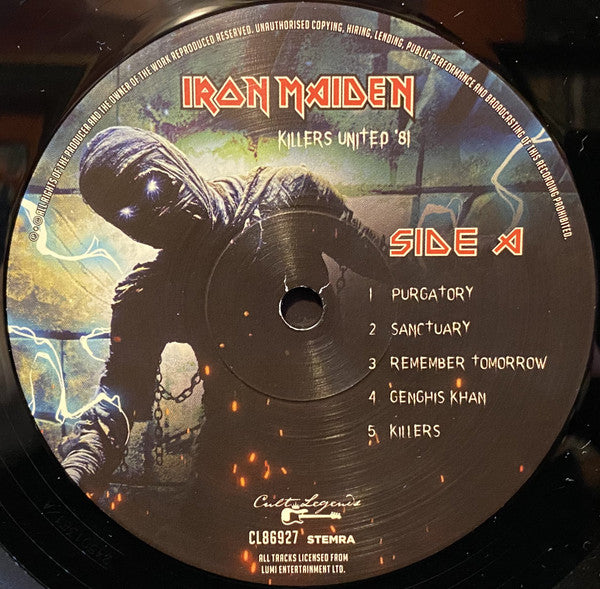 ℗ © ALL RIGHTS OF THE PRODUCER AND THE OWNER OF THE WORK REPRODUCED RESERVED. UNAUTHORISED COPYING, HIRING, LENDING, PUBLIC PERFORMANCE AND BROADCASTING OF THIS RECORDING PROHIBITED.
IRON MAIDEN
KILLERS UNITED '81
SIDE A
1 PURGATORY
2 SANCTUARY
3 REMEMBER TOMORROW
4 GENGHIS KHAN
5 KILLERS
Cult Legends
CL86927 STEMRA
ALL TRACKS LICENSED FROM
LUMI ENTERTAINMENT LTD.